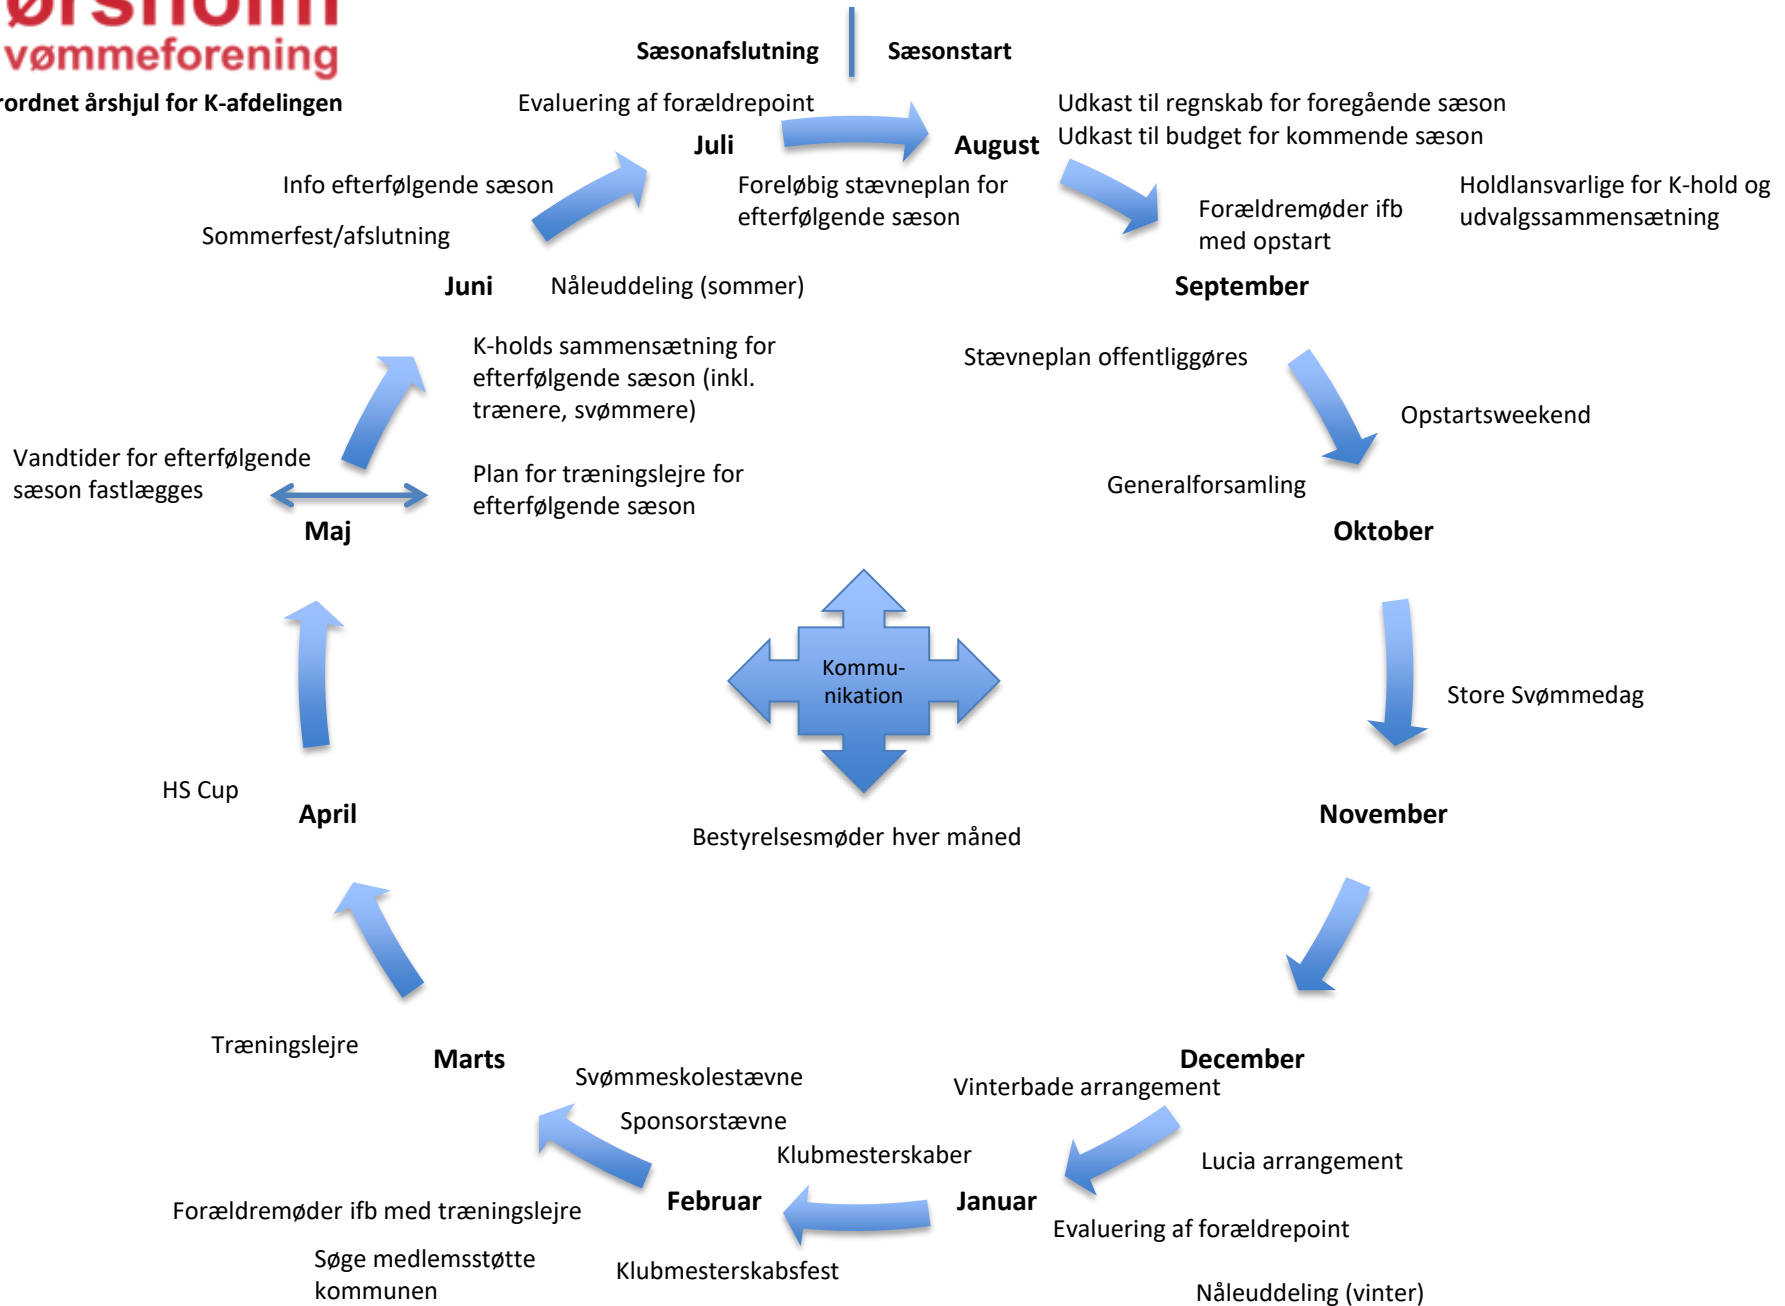 ørsholm
vømmeforening
rordnet årshjul for K-afdelingen
Sæsonafslutning
Sæsonstart
Evaluering af forældrepoint
Juli
August
Udkast til regnskab for foregående sæson
Udkast til budget for kommende sæson
Info efterfølgende sæson
Foreløbig stævneplan for
efterfølgende sæson
Forældremøder ifb
med opstart
Holdlansvarlige for K-hold og
udvalgssammensætning
Sommerfest/afslutning
Juni
Nåleuddeling (sommer)
September
K-holds sammensætning for
efterfølgende sæson (inkl.
trænere, svømmere)
Stævneplan offentliggøres
Opstartsweekend
Vandtider for efterfølgende
sæson fastlægges
Plan for træningslejre for
efterfølgende sæson
Generalforsamling
Maj
Oktober
Kommu-
nikation
Store Svømmedag
HS Cup
April
Bestyrelsesmøder hver måned
November
Træningslejre
Marts
Svømmeskolestævne
Sponsorstævne
Klubmesterskaber
December
Vinterbade arrangement
Lucia arrangement
Februar
Januar
Forældremøder ifb med træningslejre
Evaluering af forældrepoint
Søge medlemsstøtte
kommunen
Klubmesterskabsfest
Nåleuddeling (vinter)